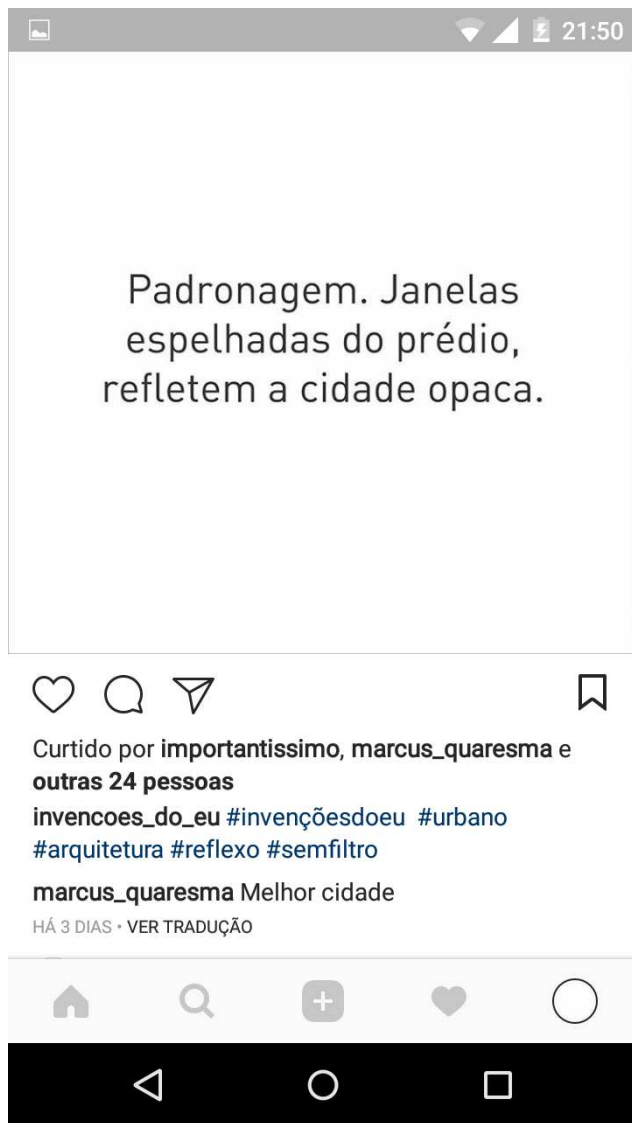 21:50
Padronagem. Janelas
espelhadas do prédio,
refletem a cidade opaca.
Curtido por importantissimo, marcus_quaresma e
outras 24 pessoas
invencoes_do_eu #invençõesdoeu #urbano
#arquitetura #reflexo #semfiltro
marcus_quaresma Melhor cidade
HÁ 3 DIAS • VER TRADUÇÃO